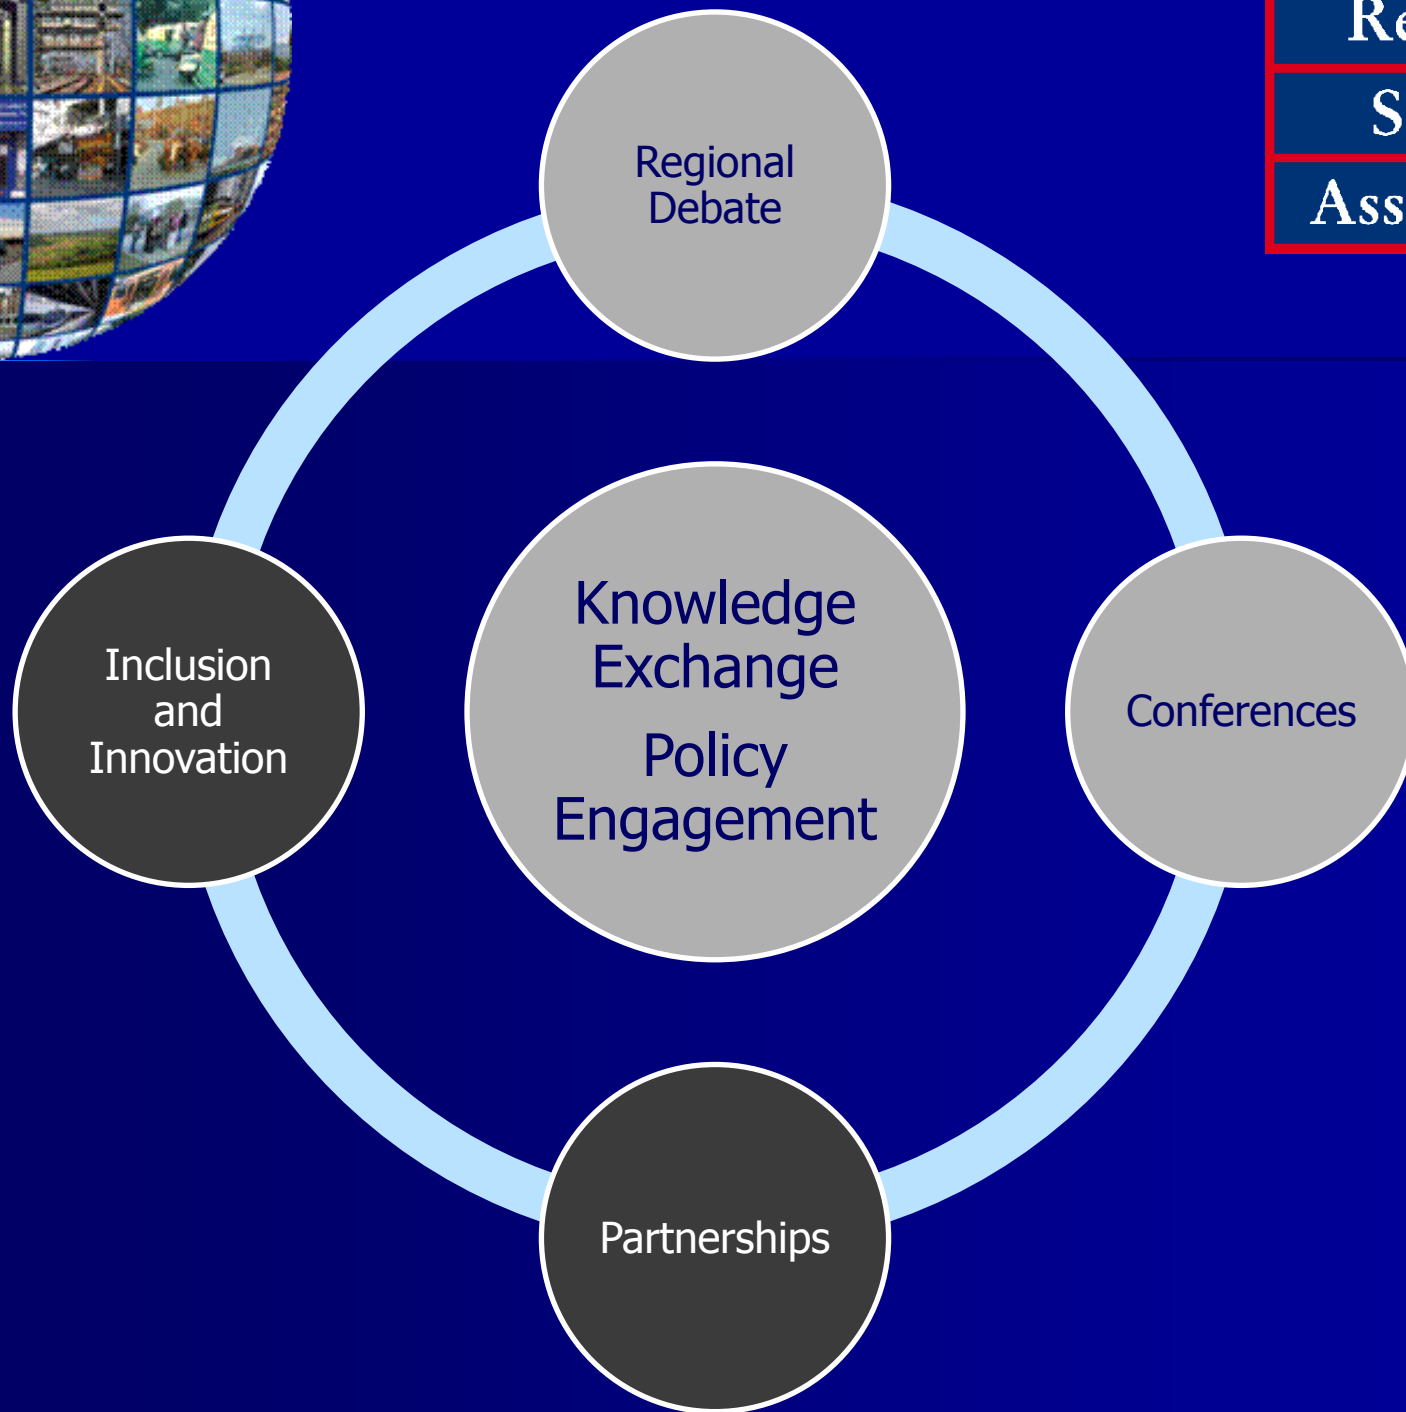 Regional
Debate
Knowledge
Exchange
Policy
Engagement
Inclusion
and
Innovation
Conferences
Partnerships